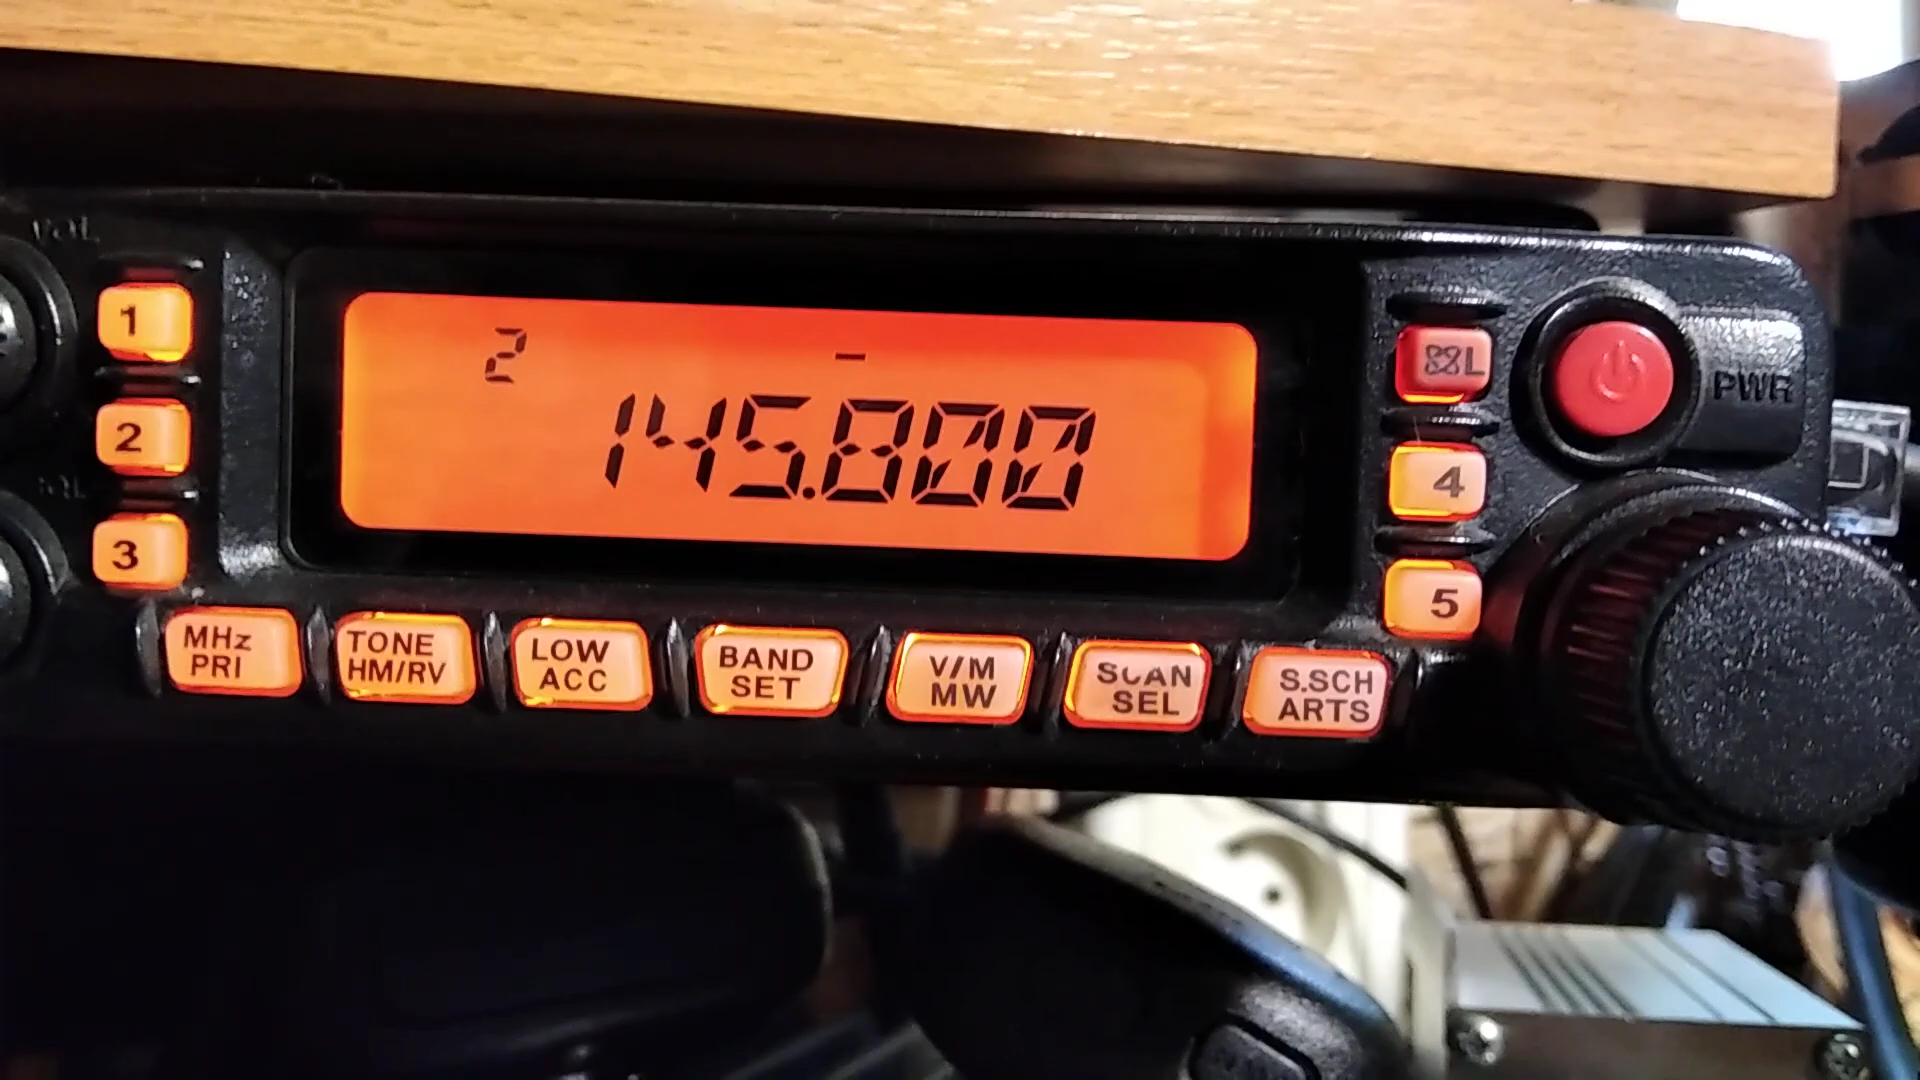 VOL
1
2
3
2
-
145.800
L
PWR
4
5
MHz
PRI
TONE
HM/RV
LOW
ACC
BAND
SET
V/M
MW
SCAN
SEL
S.SCH
ARTS